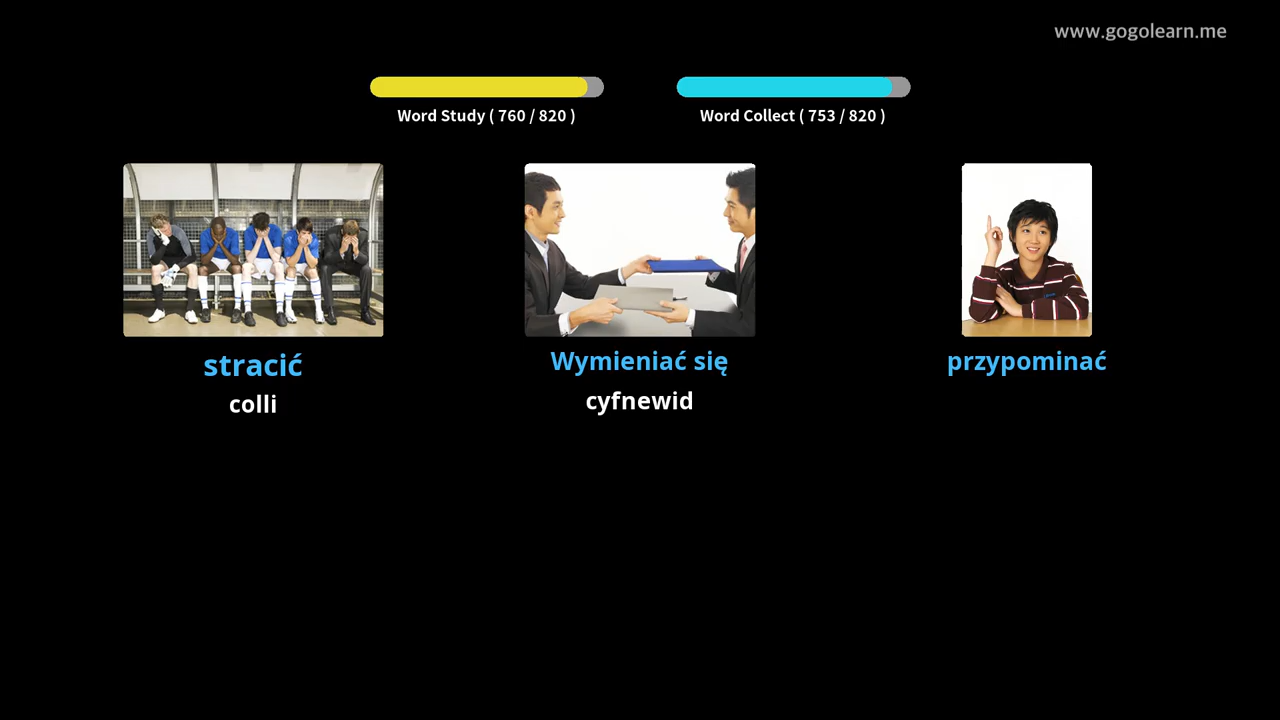 www.gogolearn.me
Word Study ( 760 / 820 )
Word Collect ( 753 / 820 )
stracić
colli
Wymieniać się
cyfnewid
przypominać